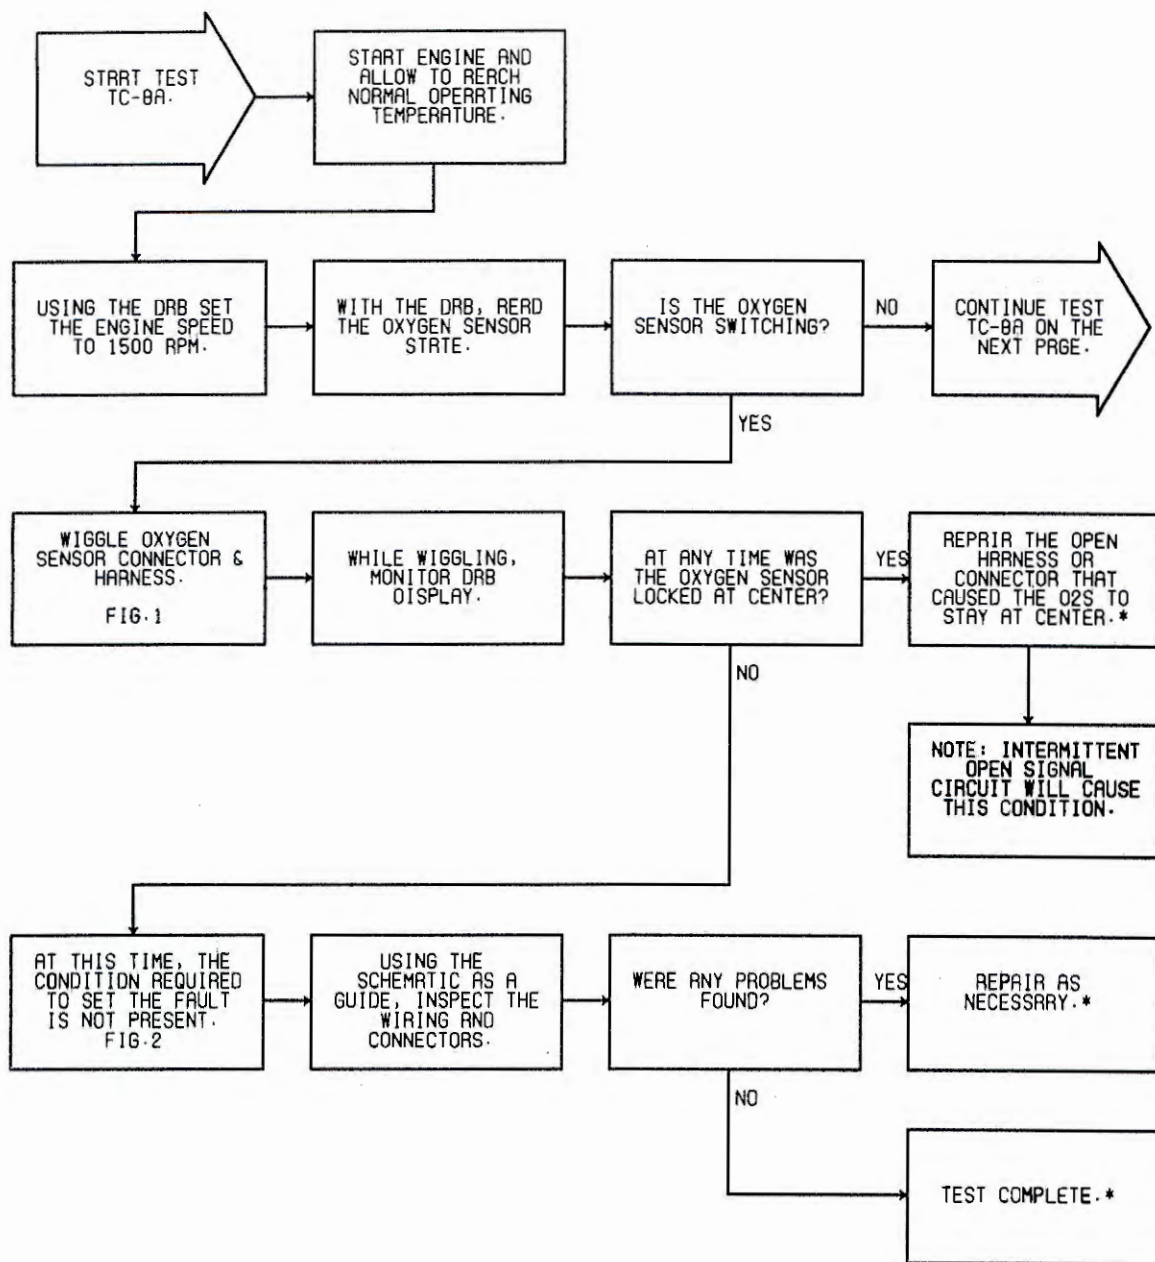 START TEST
TC-8A.
START ENGINE AND
ALLOW TO REACH
NORMAL OPERATING
TEMPERATURE.
USING THE DRB SET
THE ENGINE SPEED
TO 1500 RPM.
WITH THE DRB, READ
THE OXYGEN SENSOR
STATE.
IS THE OXYGEN
SENSOR SWITCHING?
NO
CONTINUE TEST
TC-8A ON THE
NEXT PAGE.
YES
WIGGLE OXYGEN
SENSOR CONNECTOR &
HARNESS.
FIG.1
WHILE WIGGLING,
MONITOR DRB
DISPLAY.
AT ANY TIME WAS
THE OXYGEN SENSOR
LOCKED AT CENTER?
YES
REPAIR THE OPEN
HARNESS OR
CONNECTOR THAT
CAUSED THE O2S TO
STAY AT CENTER.*
NO
NOTE: INTERMITTENT
OPEN SIGNAL
CIRCUIT WILL CAUSE
THIS CONDITION.
AT THIS TIME, THE
CONDITION REQUIRED
TO SET THE FAULT
IS NOT PRESENT.
FIG.2
USING THE
SCHEMATIC AS A
GUIDE, INSPECT THE
WIRING AND
CONNECTORS.
WERE ANY PROBLEMS
FOUND?
YES
REPAIR AS
NECESSARY.*
NO
TEST COMPLETE.*